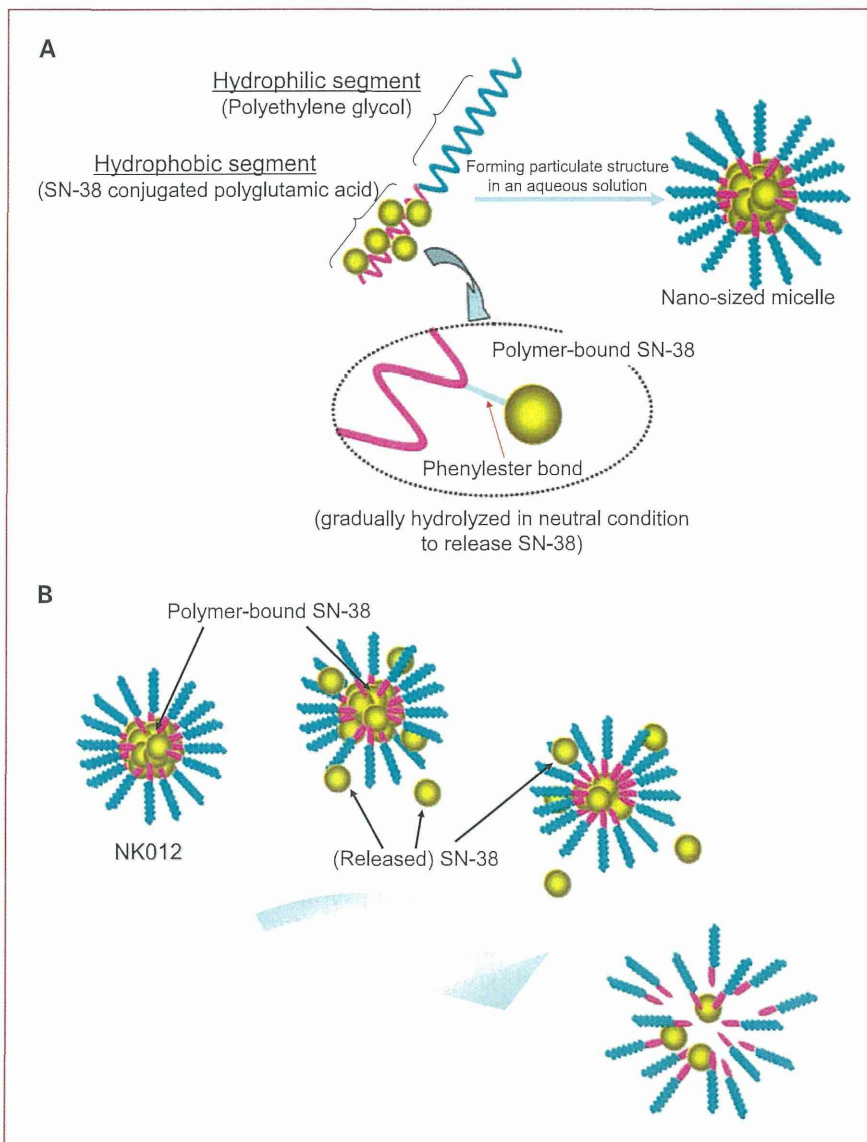 A
Hydrophilic segment
(Polyethylene glycol)
Hydrophobic segment
(SN-38 conjugated polyglutamic acid)
Forming particulate structure
in an aqueous solution
Nano-sized micelle
Polymer-bound SN-38
Phenylester bond
(gradually hydrolyzed in neutral condition
to release SN-38)
B
Polymer-bound SN-38
NK012
(Released) SN-38